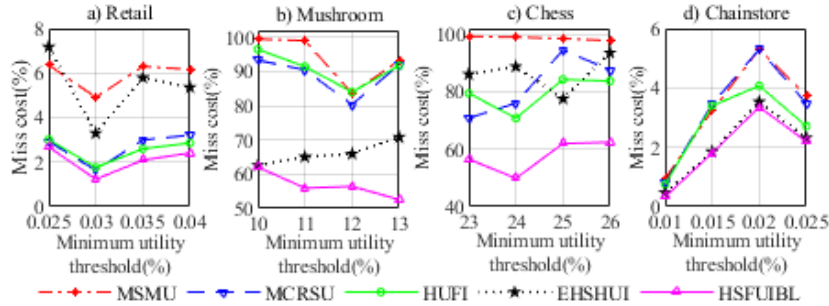 a) Retail
b) Mushroom
c) Chess
d) Chainstore
Miss cost(%)
8
6
4
2
0
0.025 0.03 0.035 0.04
Minimum utility
threshold(%)
Miss cost(%)
100
90
80
70
60
50
10 11 12 13
Minimum utility
threshold(%)
Miss cost(%)
100
80
60
40
23 24 25 26
Minimum utility
threshold(%)
Miss cost(%)
6
4
2
0
0.01 0.015 0.02 0.025
Minimum utility
threshold(%)
MSMU MCRSU HUFI EHSHUI HSFUIBL